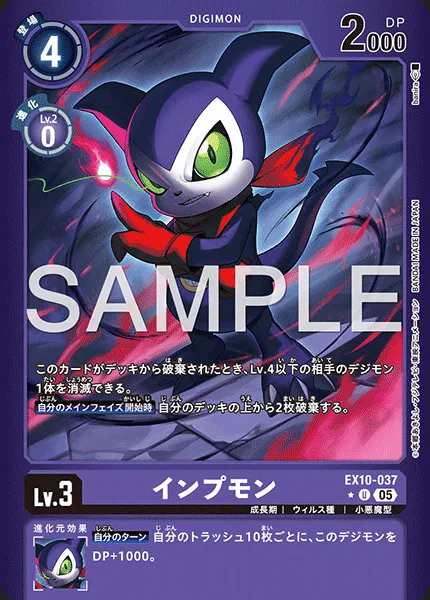 登場
4
DIGIMON
DP
2000
進化
Lv.2
0
BANDAI MADE IN JAPAN
SAMPLE
このカードがデッキから破棄されたとき、Lv.4以下の相手のデジモン
1体を消滅できる。
自分のメインフェイズ開始時 自分のデッキの上から2枚破棄する。
Lv.3
インプモン
EX10-037
U 05
成長期 | ウィルス種 | 小悪魔型
進化元効果
自分のターン 自分のトラッシュ10枚ごとに、このデジモンを
DP+1000。